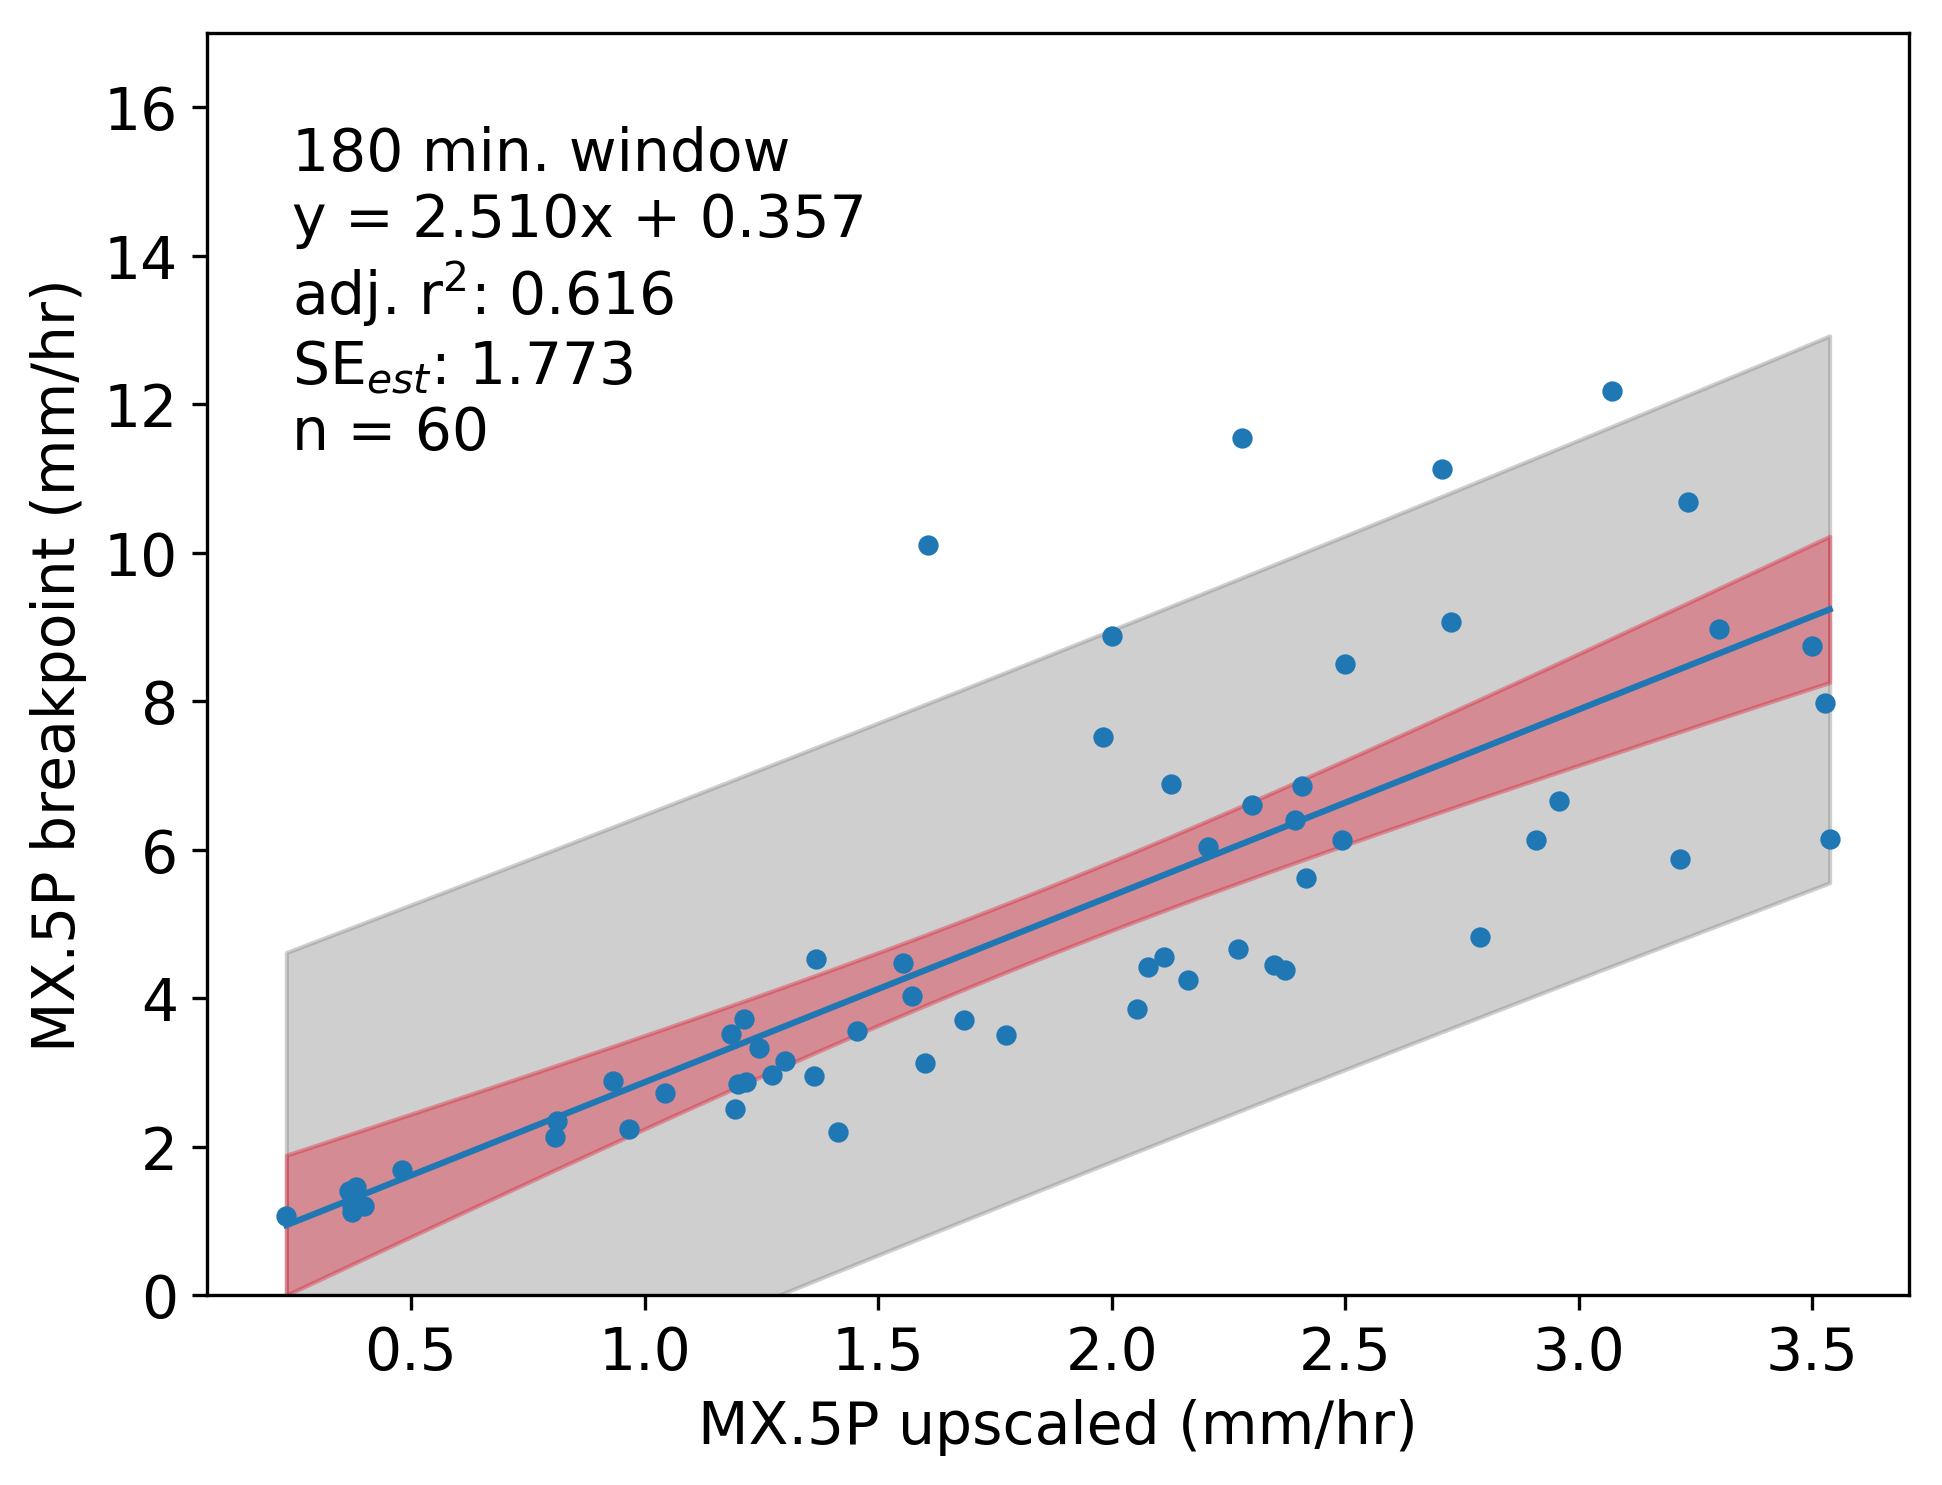 180 min. window
y = 2.510x + 0.357
adj. r²: 0.616
SEest: 1.773
n = 60
16
14
12
10
8
6
4
2
0
MX.5P breakpoint (mm/hr)
0.5 1.0 1.5 2.0 2.5 3.0 3.5
MX.5P upscaled (mm/hr)